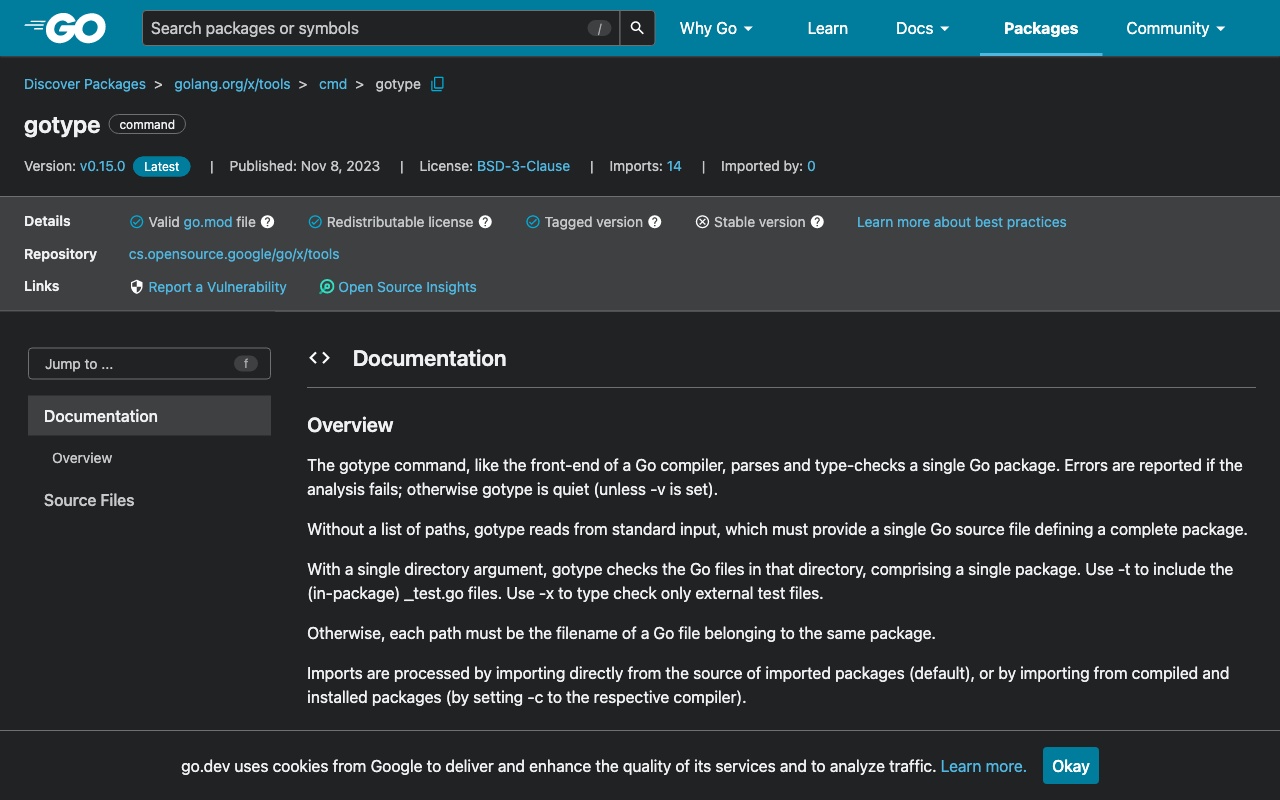 GO
Search packages or symbols /
Why Go
Learn
Docs
Packages
Community
Discover Packages > golang.org/x/tools > cmd > gotype
gotype command
Version: v0.15.0 Latest | Published: Nov 8, 2023 | License: BSD-3-Clause | Imports: 14 | Imported by: 0
Details Valid go.mod file ? Redistributable license ? Tagged version ? Stable version ? Learn more about best practices
Repository cs.opensource.google/go/x/tools
Links Report a Vulnerability Open Source Insights
Jump to ... f
Documentation
Overview
Source Files
<> Documentation
Overview
The gotype command, like the front-end of a Go compiler, parses and type-checks a single Go package. Errors are reported if the
analysis fails; otherwise gotype is quiet (unless -v is set).
Without a list of paths, gotype reads from standard input, which must provide a single Go source file defining a complete package.
With a single directory argument, gotype checks the Go files in that directory, comprising a single package. Use -t to include the
(in-package) _test.go files. Use -x to type check only external test files.
Otherwise, each path must be the filename of a Go file belonging to the same package.
Imports are processed by importing directly from the source of imported packages (default), or by importing from compiled and
installed packages (by setting -c to the respective compiler).
go.dev uses cookies from Google to deliver and enhance the quality of its services and to analyze traffic. Learn more. Okay